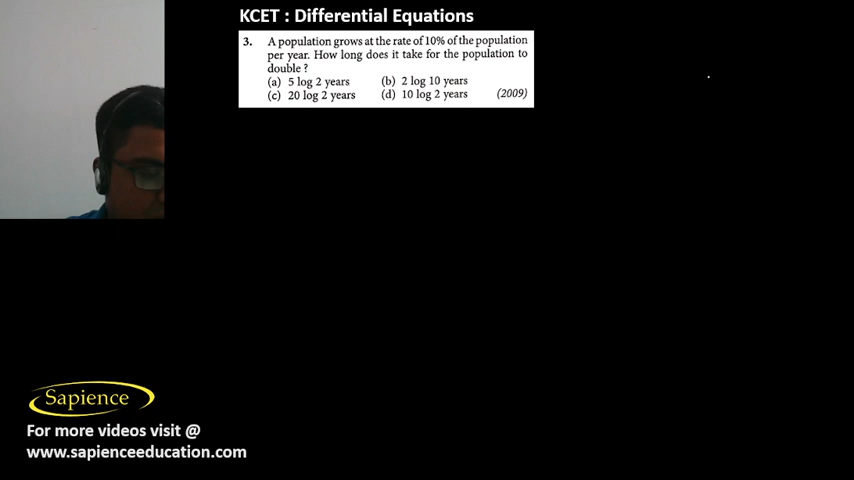 KCET : Differential Equations
3. A population grows at the rate of 10% of the population
per year. How long does it take for the population to
double ?
(a) 5 log 2 years (b) 2 log 10 years
(c) 20 log 2 years (d) 10 log 2 years (2009)
Sapience
For more videos visit @
www.sapienceeducation.com